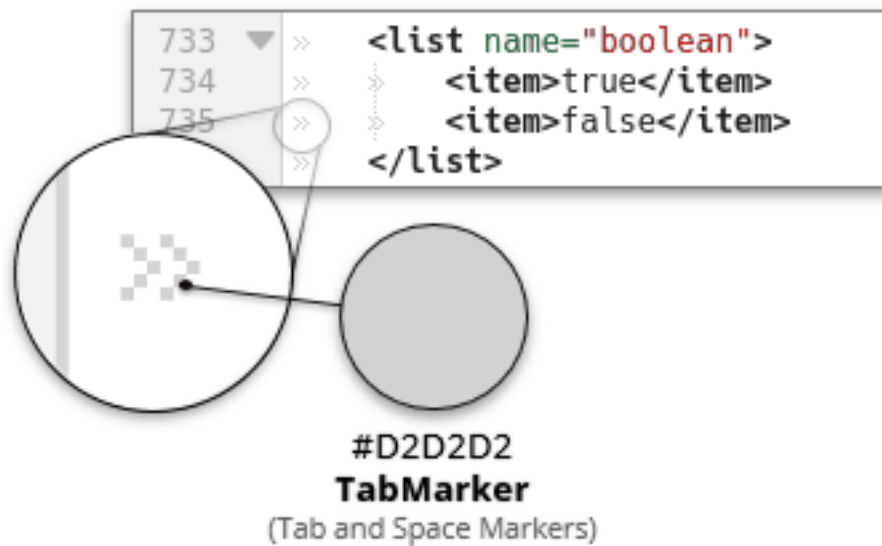 733 ▼ » <list name="boolean">
734 » » <item>true</item>
735 » » <item>false</item>
» </list>
#D2D2D2
TabMarker
(Tab and Space Markers)